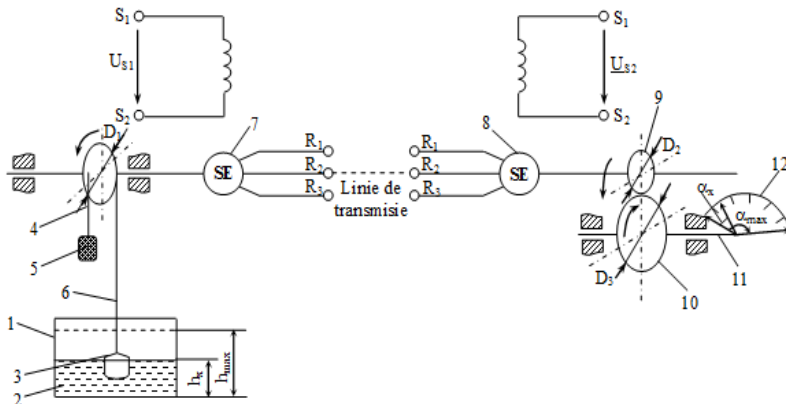 S1
S1
US1
US2
S2
S2
D1
7
8
9
R1
R1
D2
SE
R2
R2
SE
12
R3
Linie de
R3
transmisie
αx
αmax
4
5
D3
11
10
6
1
3
hx
hmax
2